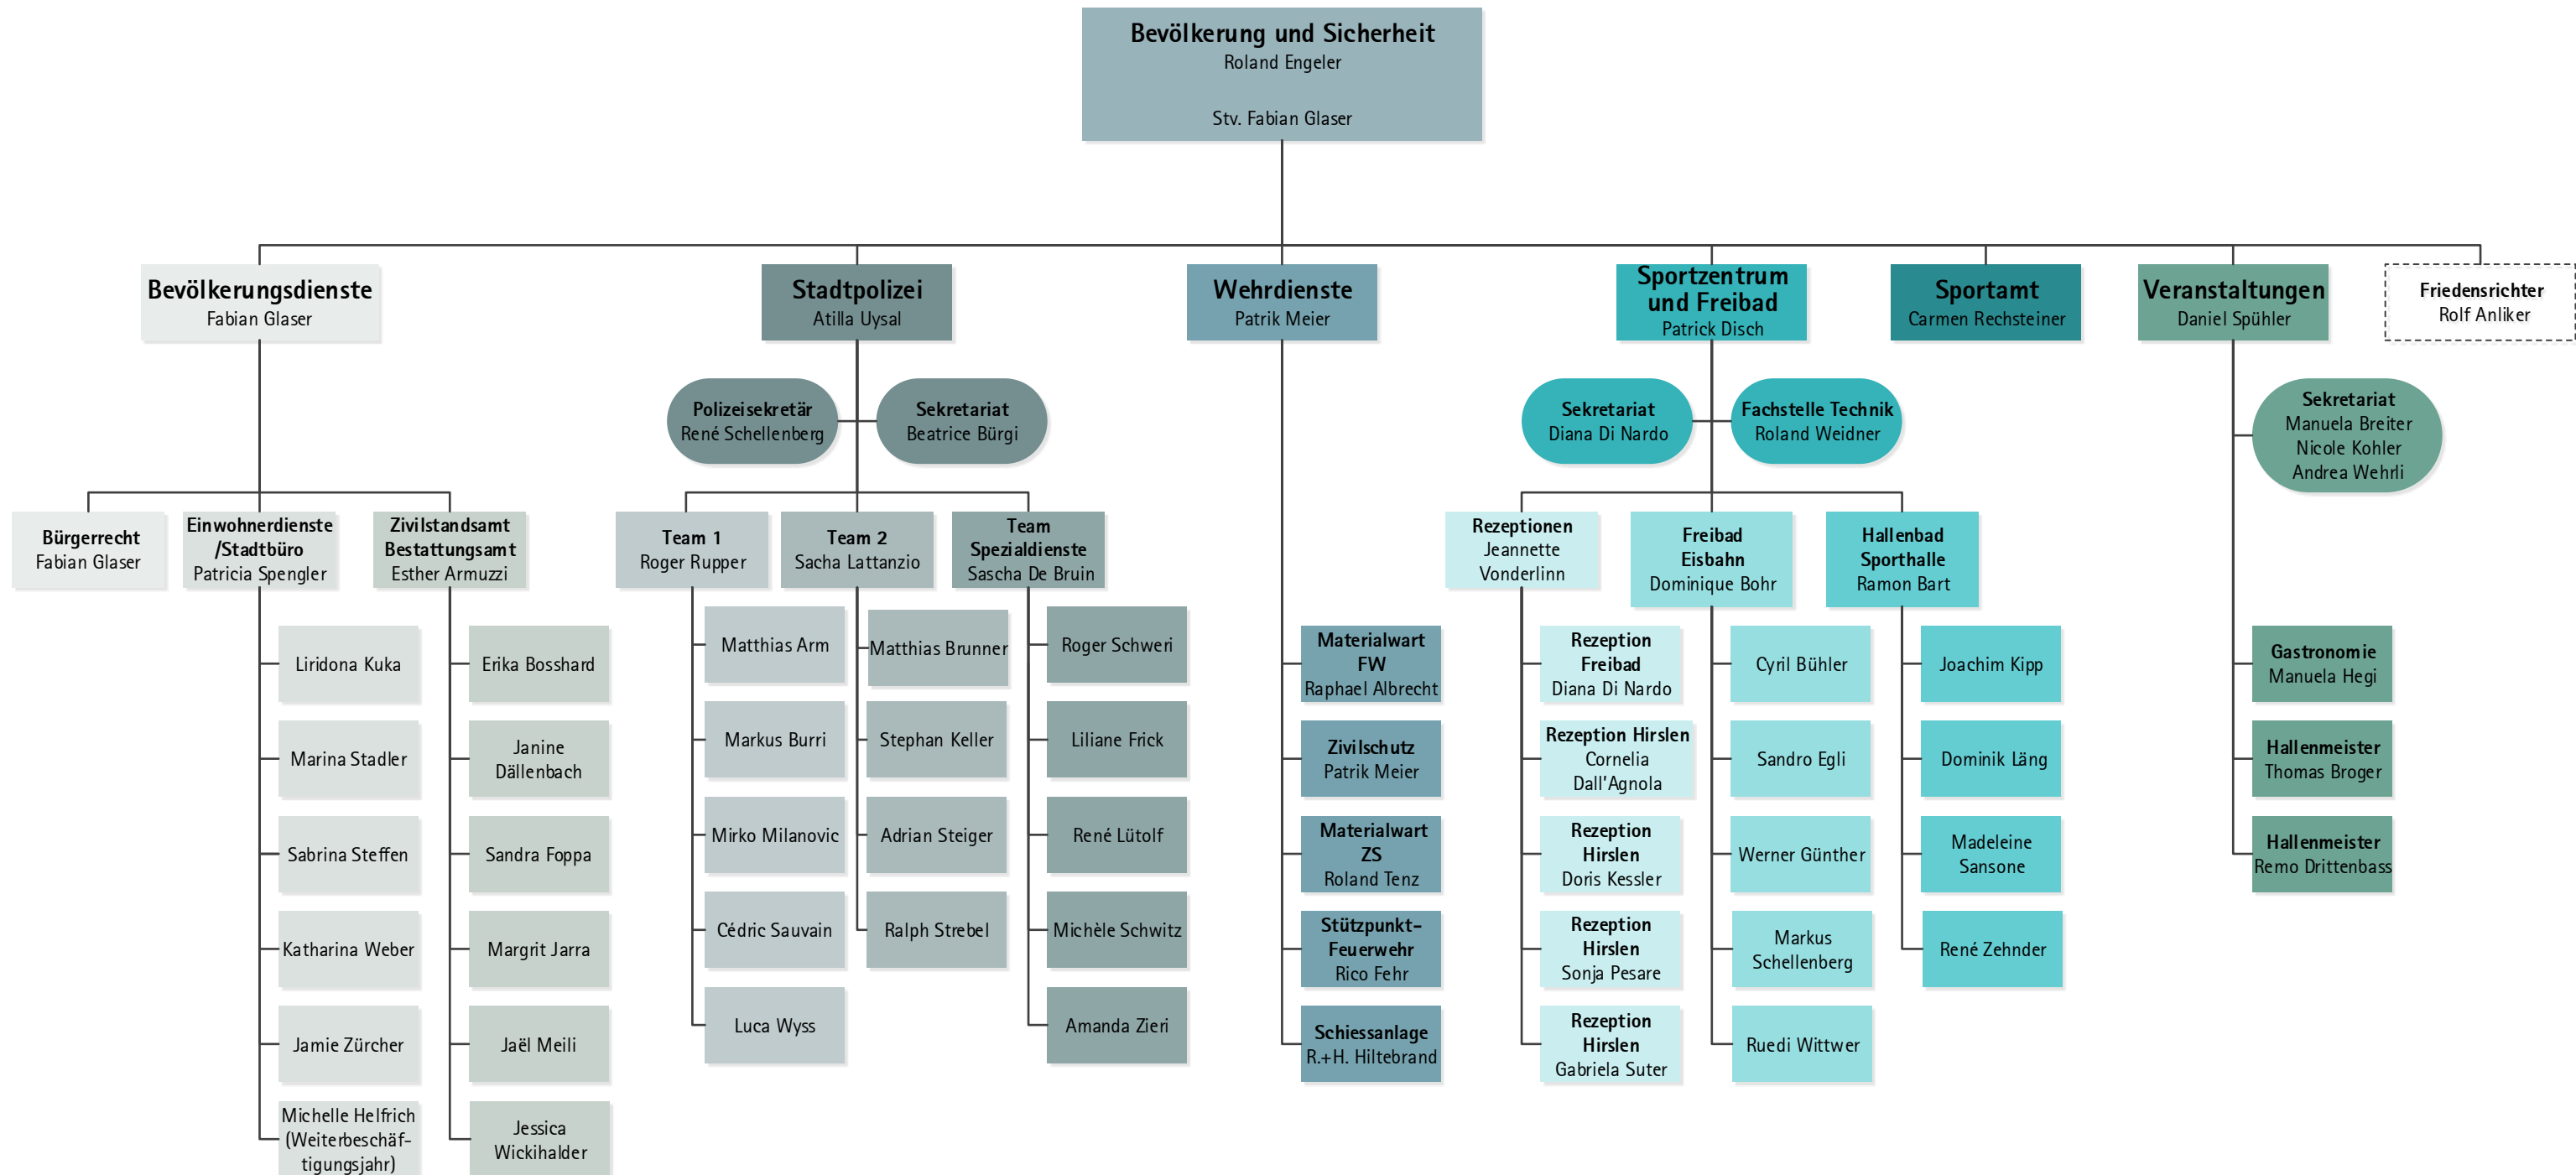 Bevölkerung und Sicherheit
Roland Engeler
Stv. Fabian Glaser
Bevölkerungsdienste
Fabian Glaser
Stadtpolizei
Atilla Uysal
Wehrdienste
Patrik Meier
Sportzentrum
und Freibad
Patrick Disch
Sportamt
Carmen Rechsteiner
Veranstaltungen
Daniel Spühler
Friedensrichter
Rolf Anliker
Polizeisekretär
René Schellenberg
Sekretariat
Beatrice Bürgi
Sekretariat
Diana Di Nardo
Fachstelle Technik
Roland Weidner
Sekretariat
Manuela Breiter
Nicole Kohler
Andrea Wehrli
Bürgerrecht
Fabian Glaser
Einwohnerdienste
/Stadtbüro
Patricia Spengler
Zivilstandsamt
Bestattungsamt
Esther Armuzzi
Team 1
Roger Rupper
Team 2
Sacha Lattanzio
Team
Spezialdienste
Sascha De Bruin
Rezeptionen
Jeannette
Vonderlinn
Freibad
Eisbahn
Dominique Bohr
Hallenbad
Sporthalle
Ramon Bart
Liridona Kuka
Marina Stadler
Sabrina Steffen
Katharina Weber
Jamie Zürcher
Michelle Helfrich
(Weiterbeschäf-
tigungsjahr)
Erika Bosshard
Janine
Dällenbach
Sandra Foppa
Margrit Jarra
Jaël Meili
Jessica
Wickihalder
Matthias Arm
Markus Burri
Mirko Milanovic
Cédric Sauvain
Luca Wyss
Matthias Brunner
Stephan Keller
Adrian Steiger
Ralph Strebel
Roger Schweri
Liliane Frick
René Lütolf
Michèle Schwitz
Amanda Zieri
Materialwart
FW
Raphael Albrecht
Zivilschutz
Patrik Meier
Materialwart
ZS
Roland Tenz
Stützpunkt-
Feuerwehr
Rico Fehr
Schiessanlage
R.+H. Hiltebrand
Rezeption
Freibad
Diana Di Nardo
Rezeption Hirslen
Cornelia
Dall'Agnola
Rezeption
Hirslen
Doris Kessler
Rezeption
Hirslen
Sonja Pesare
Rezeption
Hirslen
Gabriela Suter
Cyril Bühler
Sandro Egli
Werner Günther
Markus
Schellenberg
Ruedi Wittwer
Joachim Kipp
Dominik Läng
Madeleine
Sansone
René Zehnder
Gastronomie
Manuela Hegi
Hallenmeister
Thomas Broger
Hallenmeister
Remo Drittenbass